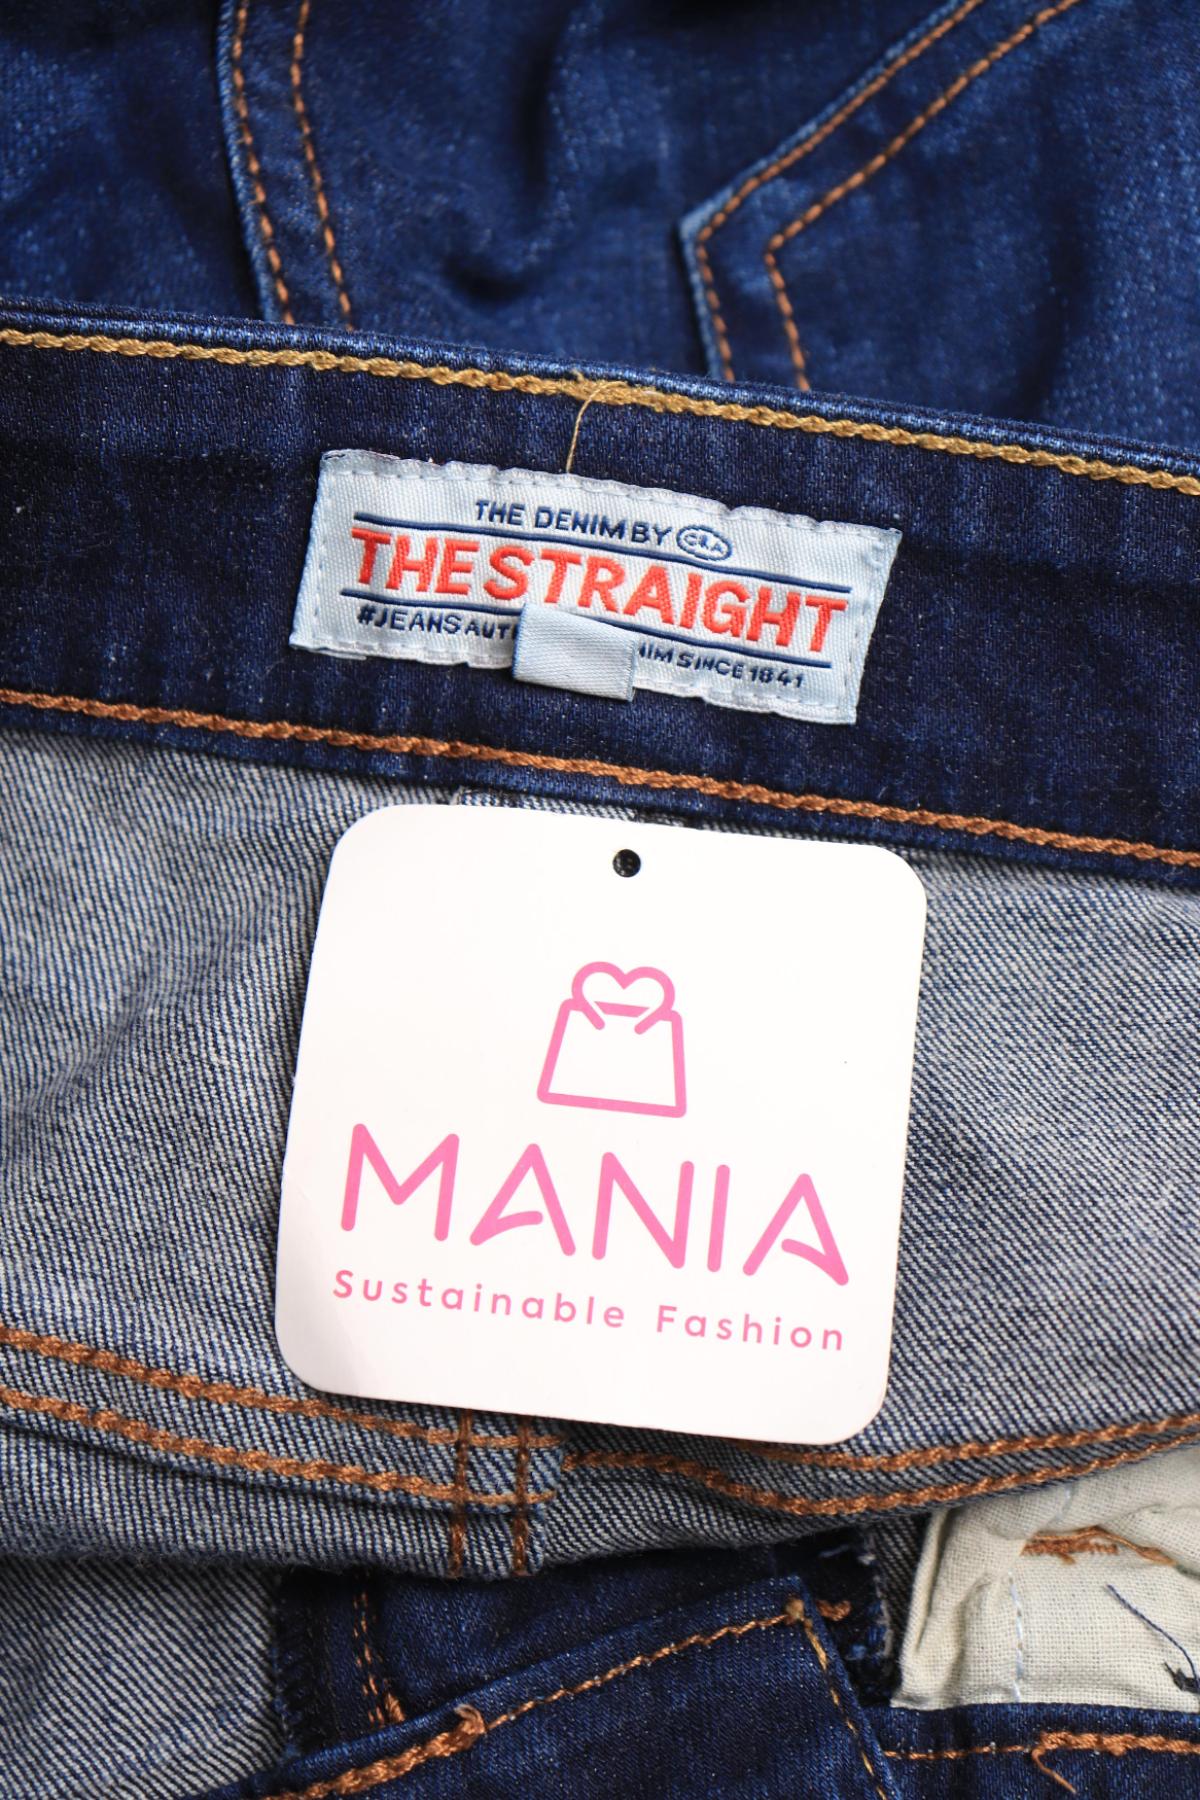 THE DENIM BY C&A
THE STRAIGHT
#JEANS SINCE 1841
MANIA
Sustainable Fashion